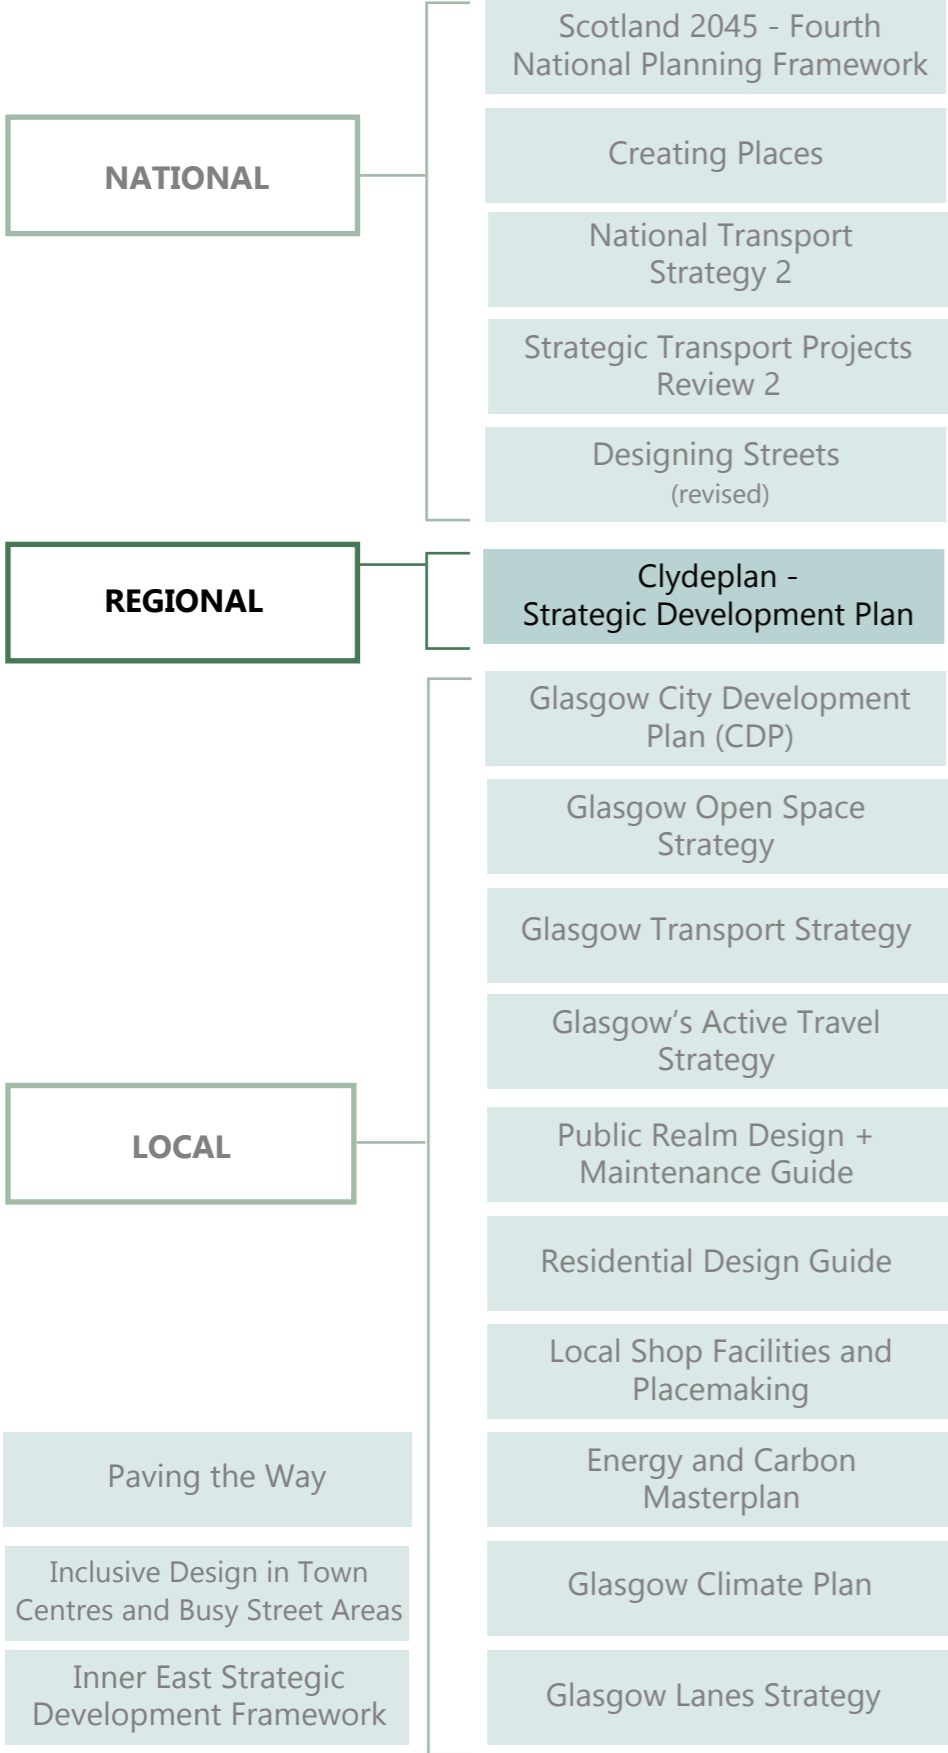 NATIONAL
Scotland 2045 - Fourth
National Planning Framework
Creating Places
National Transport
Strategy 2
Strategic Transport Projects
Review 2
Designing Streets
(revised)
REGIONAL
Clydeplan -
Strategic Development Plan
LOCAL
Glasgow City Development
Plan (CDP)
Glasgow Open Space
Strategy
Glasgow Transport Strategy
Glasgow’s Active Travel
Strategy
Public Realm Design +
Maintenance Guide
Residential Design Guide
Local Shop Facilities and
Placemaking
Energy and Carbon
Masterplan
Glasgow Climate Plan
Glasgow Lanes Strategy
Paving the Way
Inclusive Design in Town
Centres and Busy Street Areas
Inner East Strategic
Development Framework